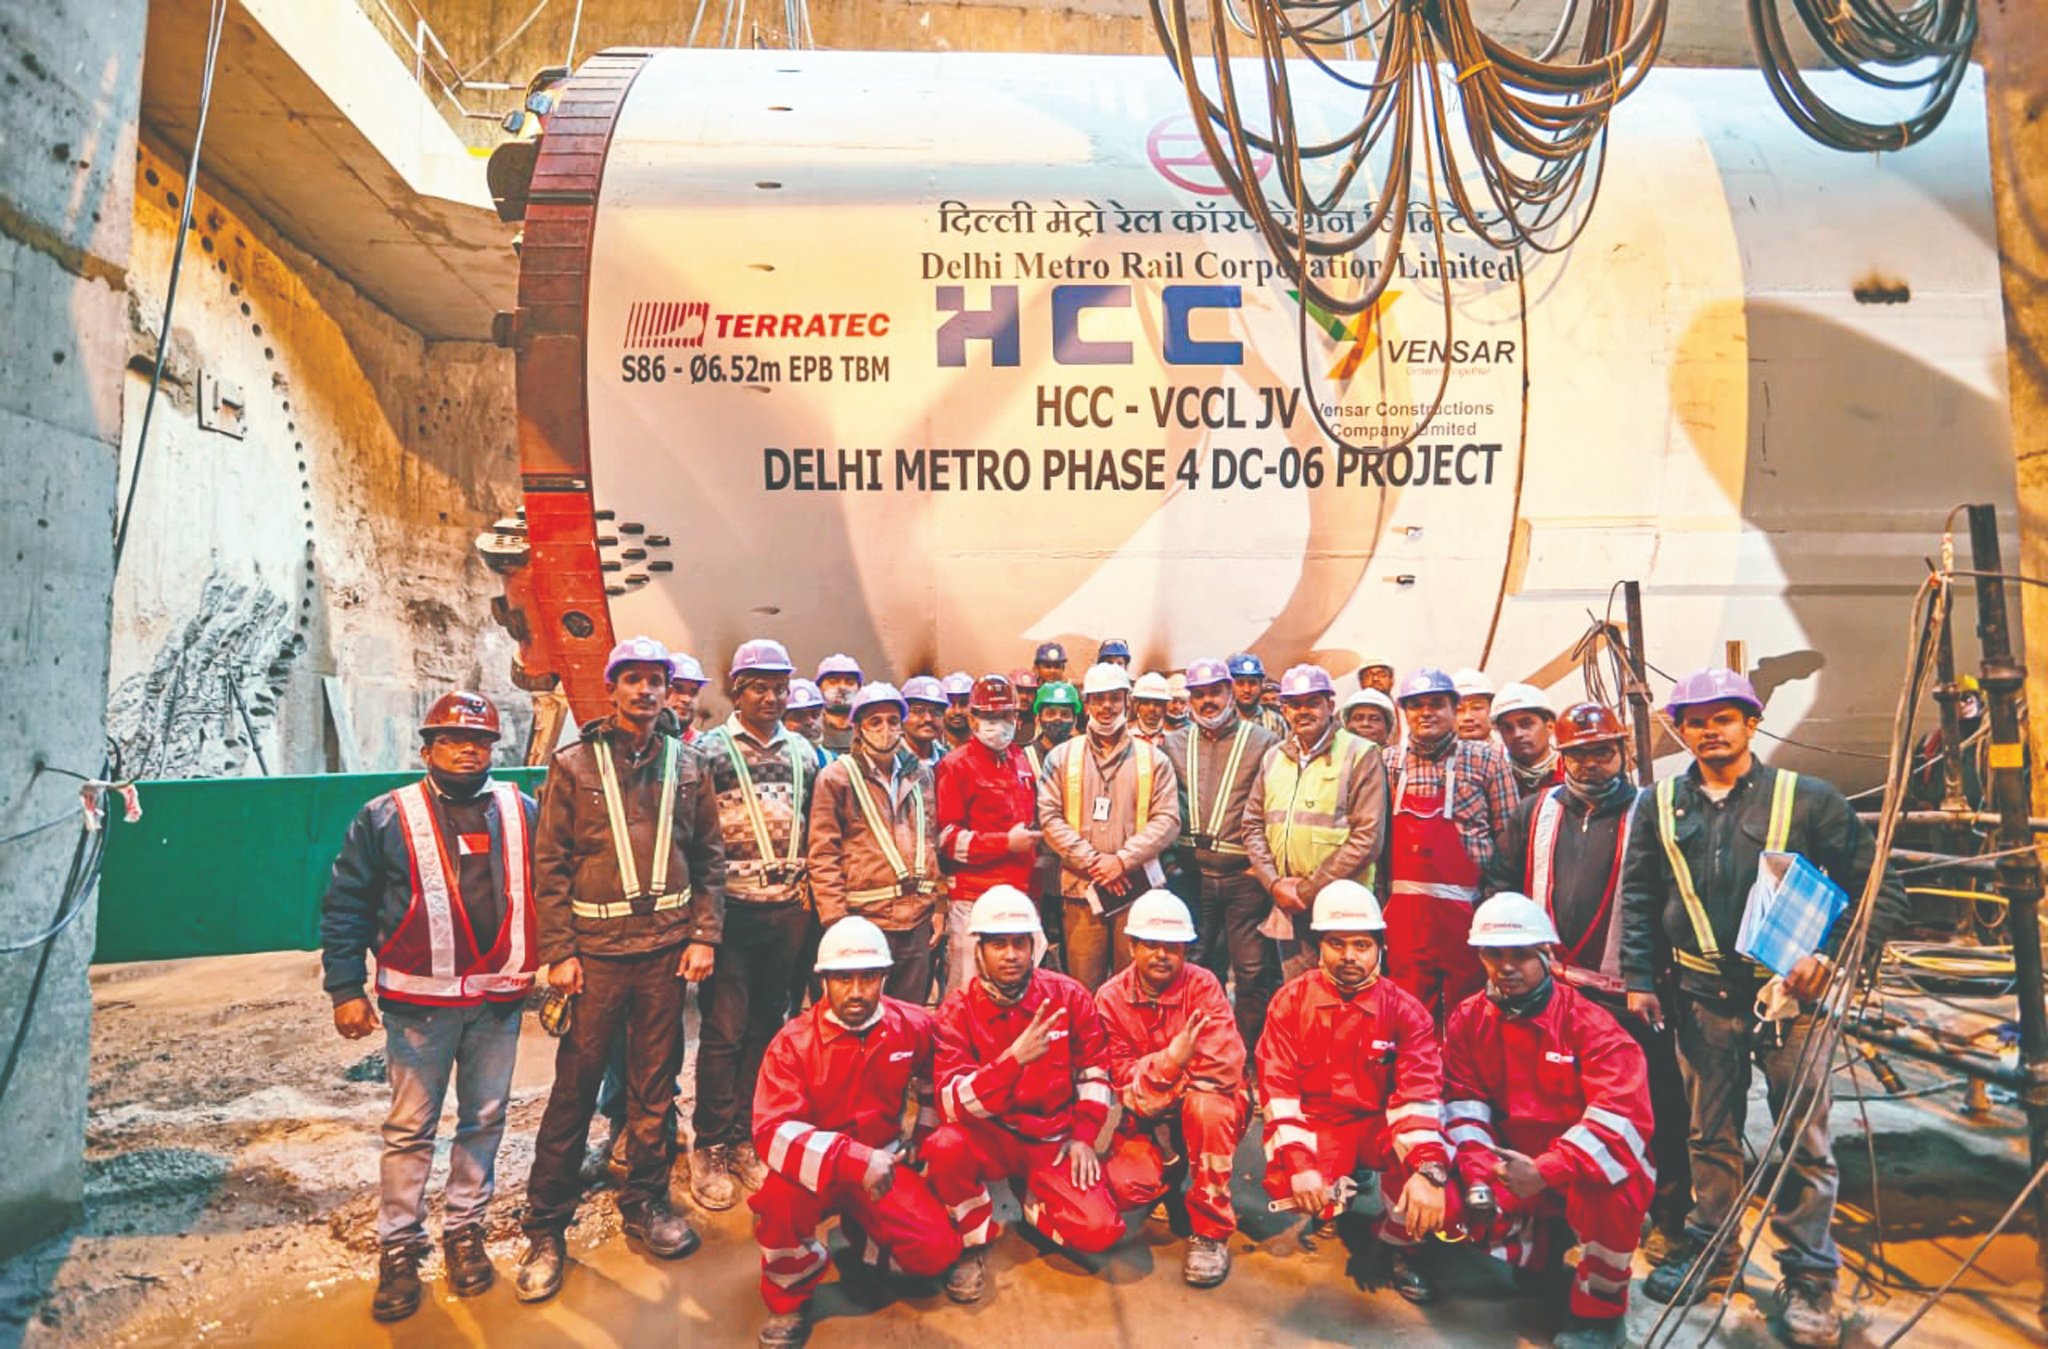 दिल्ली मेट्रो रेल कॉरपोरेशन लिमिटेड
Delhi Metro Rail Corporation Limited
TERRATEC
S86 - Ø6.52m EPB TBM
HCC
VENSAR
HCC - VCCL JV
Vensar Constructions
Company Limited
DELHI METRO PHASE 4 DC-06 PROJECT